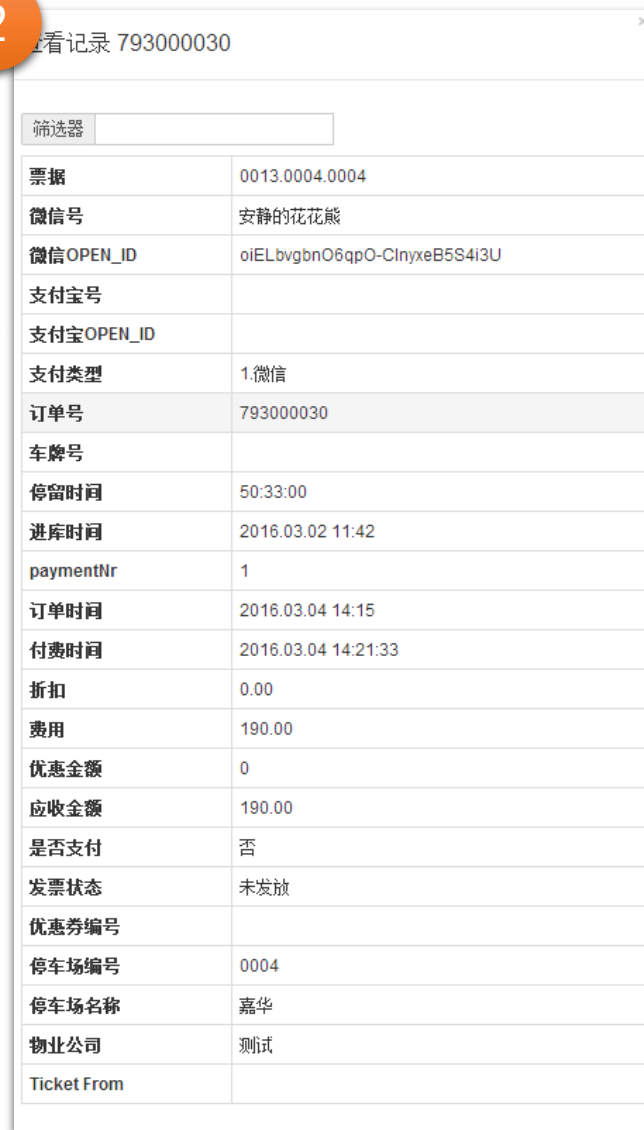 2
查看记录 793000030
×
筛选器
票据 0013.0004.0004
微信号 安静的花花熊
微信OPEN_ID oiELbvgbnO6qpO-ClnyxeB5S4i3U
支付宝号
支付宝OPEN_ID
支付类型 1.微信
订单号 793000030
车牌号
停留时间 50:33:00
进库时间 2016.03.02 11:42
paymentNr 1
订单时间 2016.03.04 14:15
付费时间 2016.03.04 14:21:33
折扣 0.00
费用 190.00
优惠金额 0
应收金额 190.00
是否支付 否
发票状态 未发放
优惠券编号
停车场编号 0004
停车场名称 嘉华
物业公司 测试
Ticket From